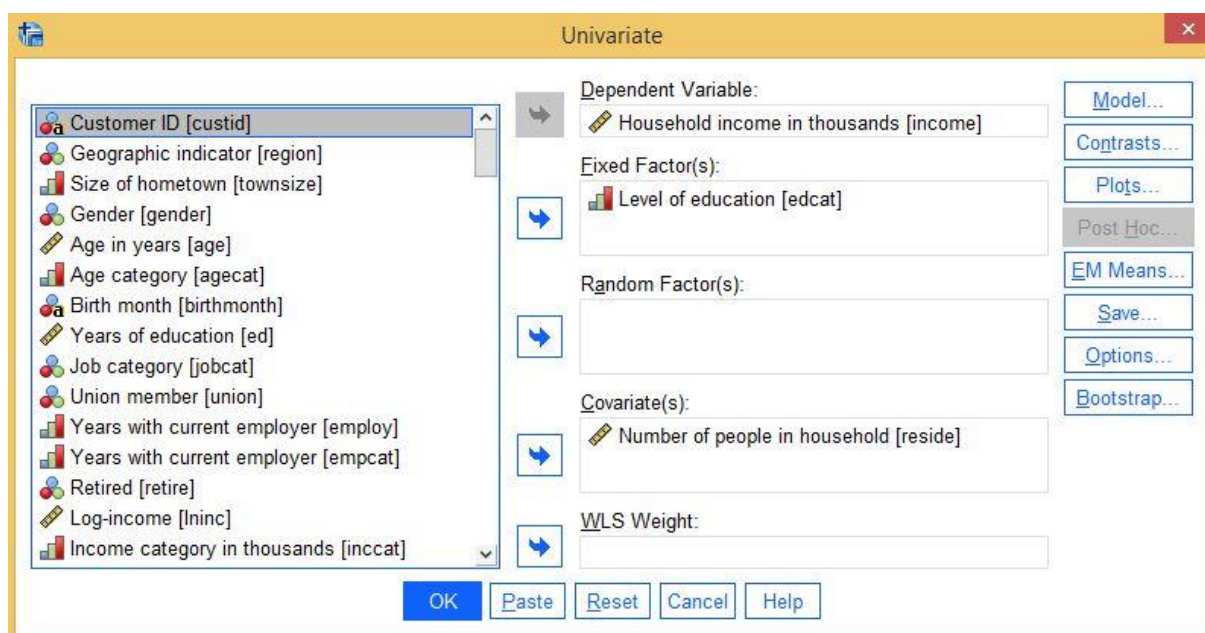 Univariate
Customer ID [custid]
Geographic indicator [region]
Size of hometown [townsize]
Gender [gender]
Age in years [age]
Age category [agecat]
Birth month [birthmonth]
Years of education [ed]
Job category [jobcat]
Union member [union]
Years with current employer [employ]
Years with current employer [empcat]
Retired [retire]
Log-income [lninc]
Income category in thousands [inccat]
Dependent Variable:
Household income in thousands [income]
Fixed Factor(s):
Level of education [edcat]
Random Factor(s):
Covariate(s):
Number of people in household [reside]
WLS Weight:
Model...
Contrasts...
Plots...
Post Hoc...
EM Means...
Save...
Options...
Bootstrap...
OK
Paste
Reset
Cancel
Help